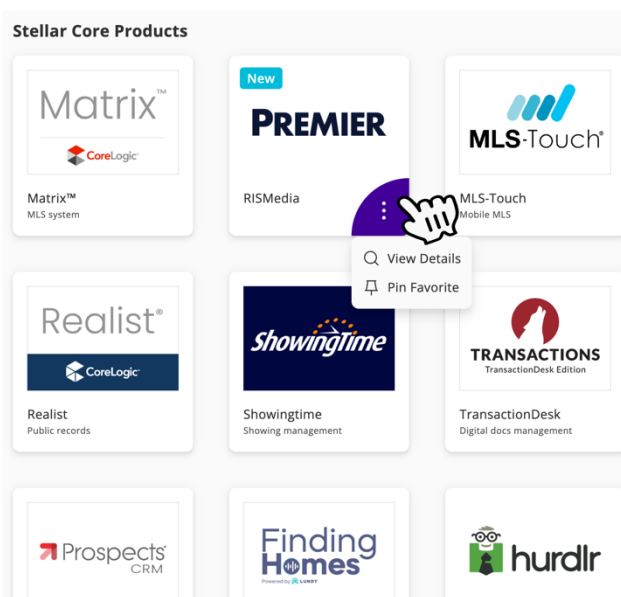 Stellar Core Products
Matrix™
CoreLogic®
Matrix™
MLS system
New
PREMIER
RISMedia
MLS-Touch®
MLS-Touch
Mobile MLS
View Details
Pin Favorite
Realist®
CoreLogic®
Realist
Public records
ShowingTime
Showingtime
Showing management
TRANSACTIONS
TransactionDesk Edition
TransactionDesk
Digital docs management
Prospects®
CRM
Finding
Homes
Powered by LUNDY
hurdlr